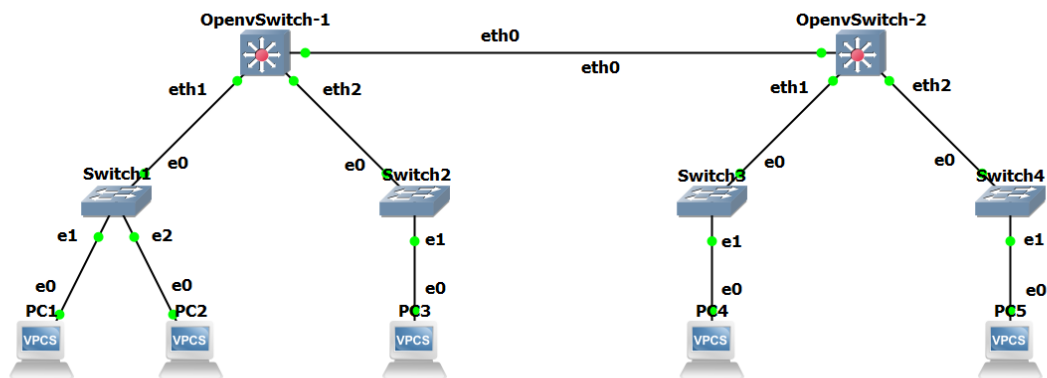 OpenvSwitch-1
OpenvSwitch-2
eth0
eth0
eth1
eth2
eth1
eth2
e0
e0
e0
e0
Switch1
Switch2
Switch3
Switch4
e1
e2
e1
e1
e1
e0
e0
e0
e0
e0
PC1
PC2
PC3
PC4
PC5
VPCS
VPCS
VPCS
VPCS
VPCS